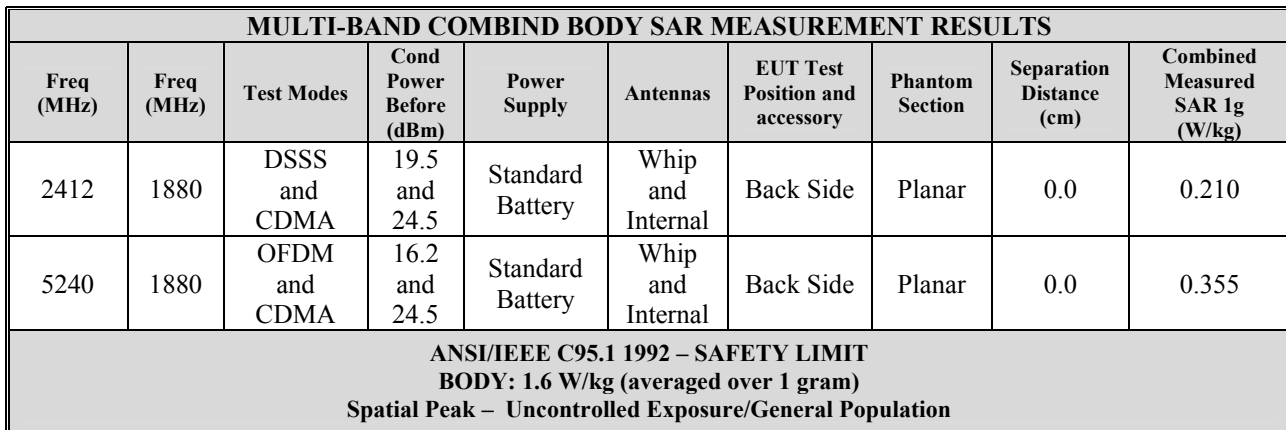 MULTI-BAND COMBIND BODY SAR MEASUREMENT RESULTS
Freq (MHz) Freq (MHz) Test Modes Cond Power Before (dBm) Power Supply Antennas EUT Test Position and accessory Phantom Section Separation Distance (cm) Combined Measured SAR 1g (W/kg)
2412 1880 DSSS and CDMA 19.5 and 24.5 Standard Battery Whip and Internal Back Side Planar 0.0 0.210
5240 1880 OFDM and CDMA 16.2 and 24.5 Standard Battery Whip and Internal Back Side Planar 0.0 0.355
ANSI/IEEE C95.1 1992 – SAFETY LIMIT
BODY: 1.6 W/kg (averaged over 1 gram)
Spatial Peak – Uncontrolled Exposure/General Population